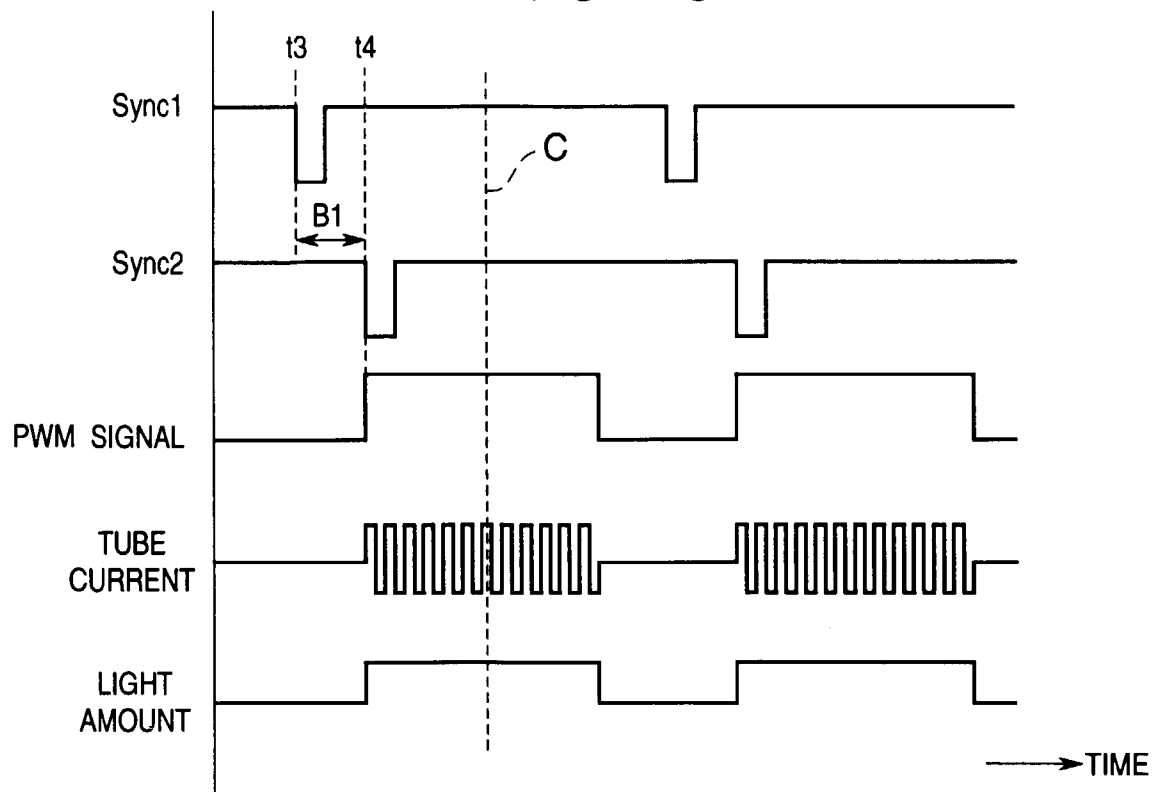 t3 t4
Sync1
C
B1
Sync2
PWM SIGNAL
TUBE
CURRENT
LIGHT
AMOUNT
TIME